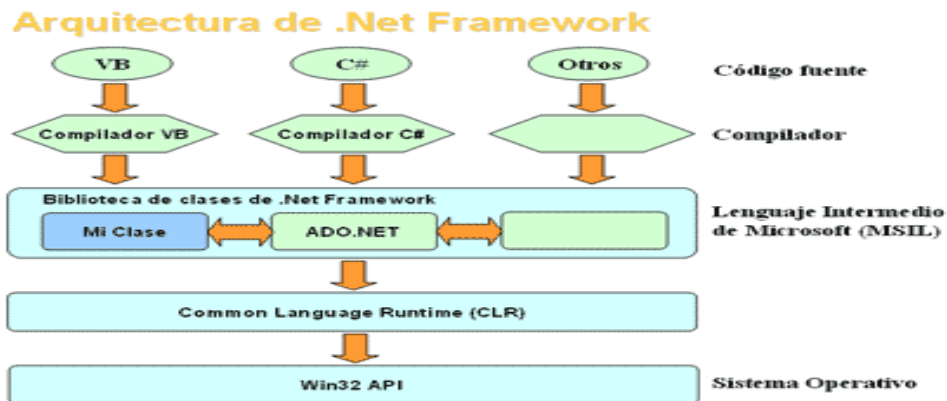 Arquitectura de .Net Framework
VB
C#
Otros
Código fuente
Compilador VB
Compilador C#
Compilador
Biblioteca de clases de .Net Framework
Mi Clase
ADO.NET
Lenguaje Intermedio
de Microsoft (MSIL)
Common Language Runtime (CLR)
Win32 API
Sistema Operativo